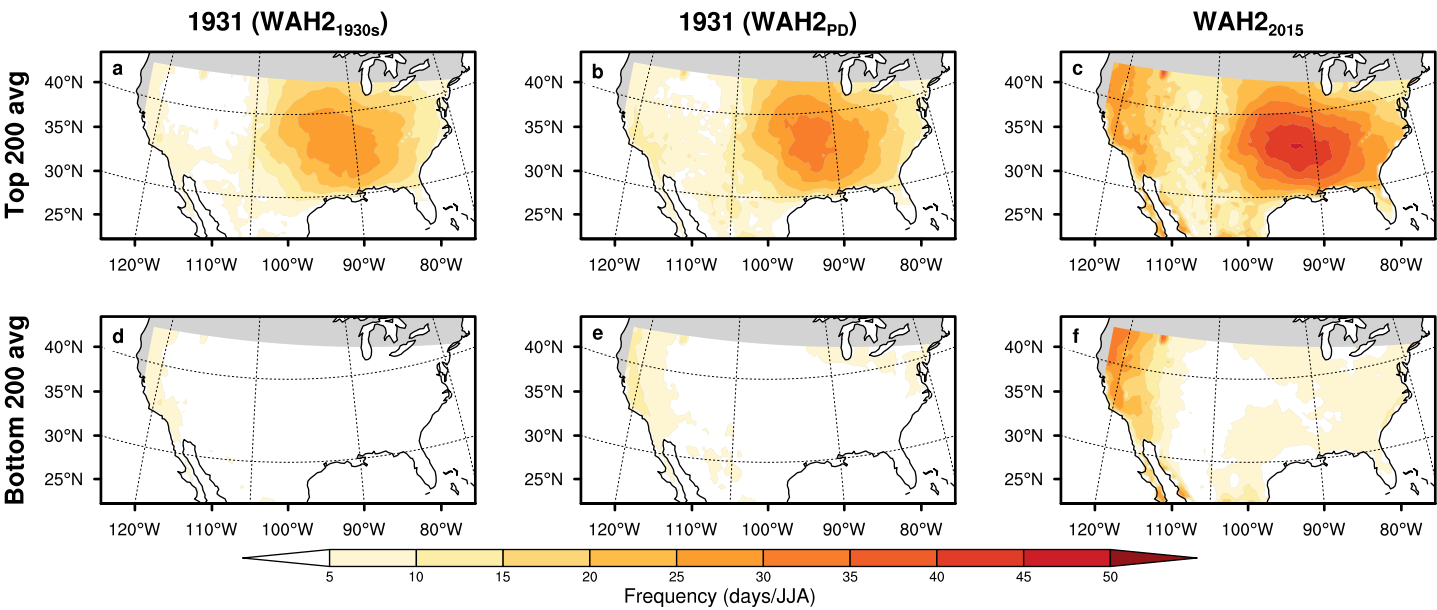 1931 (WAH21930s) 1931 (WAH2PD) WAH22015
Top 200 avg
a b c
40°N 40°N 40°N
35°N 35°N 35°N
30°N 30°N 30°N
25°N 25°N 25°N
120°W 110°W 100°W 90°W 80°W 120°W 110°W 100°W 90°W 80°W 120°W 110°W 100°W 90°W 80°W
Bottom 200 avg
d e f
40°N 40°N 40°N
35°N 35°N 35°N
30°N 30°N 30°N
25°N 25°N 25°N
120°W 110°W 100°W 90°W 80°W 120°W 110°W 100°W 90°W 80°W 120°W 110°W 100°W 90°W 80°W
5 10 15 20 25 30 35 40 45 50
Frequency (days/JJA)